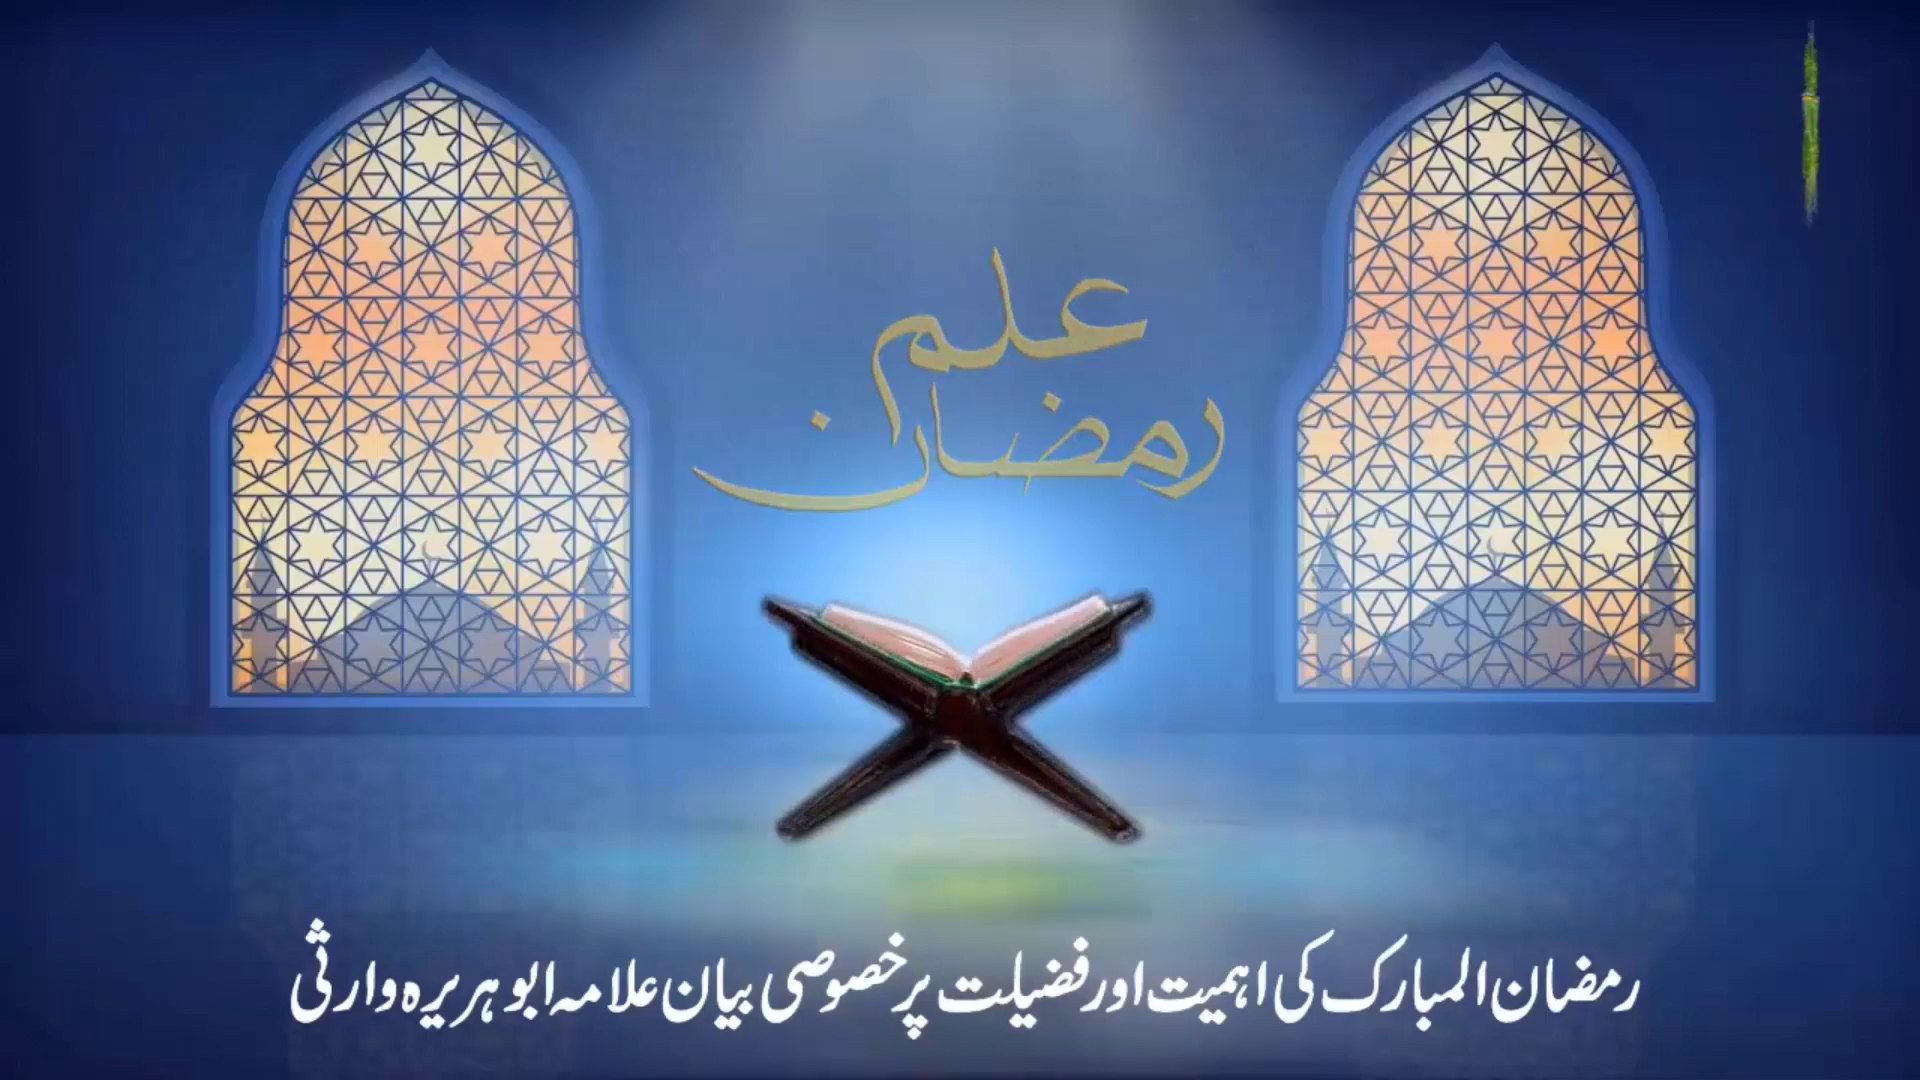 علم
رمضان
رمضان المبارک کی اہمیت اور فضیلت پر خصوصی بیان علامہ ابو ہریرہ وارثی